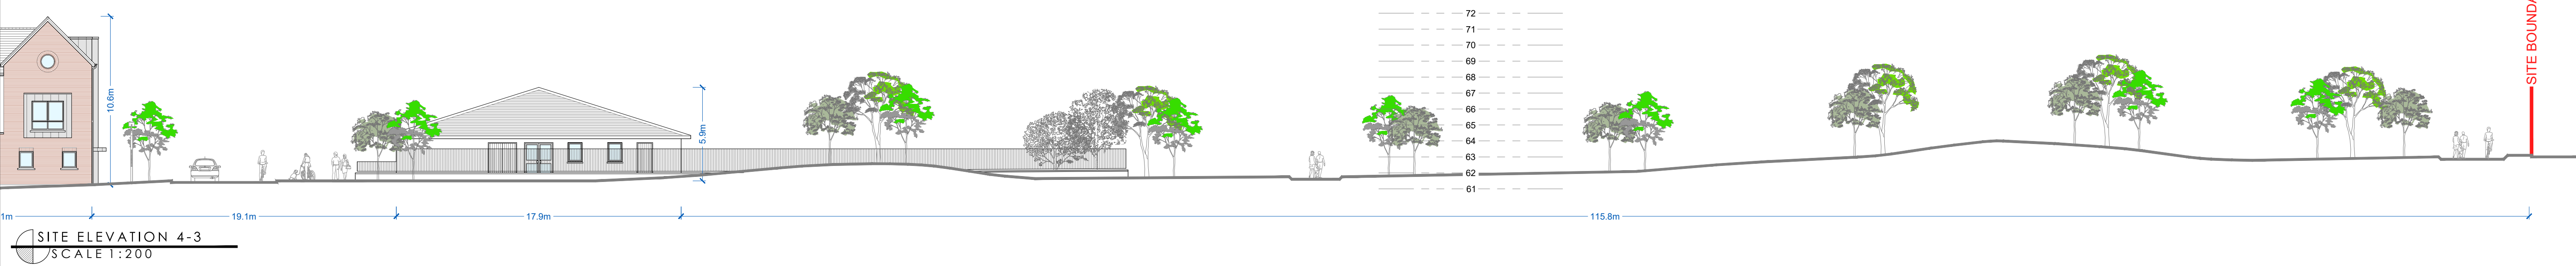 72
71
70
69
68
67
66
65
64
63
62
61
SITE BOUNDA
10.6m
5.9m
1m
19.1m
17.9m
115.8m
SITE ELEVATION 4-3
SCALE 1:200